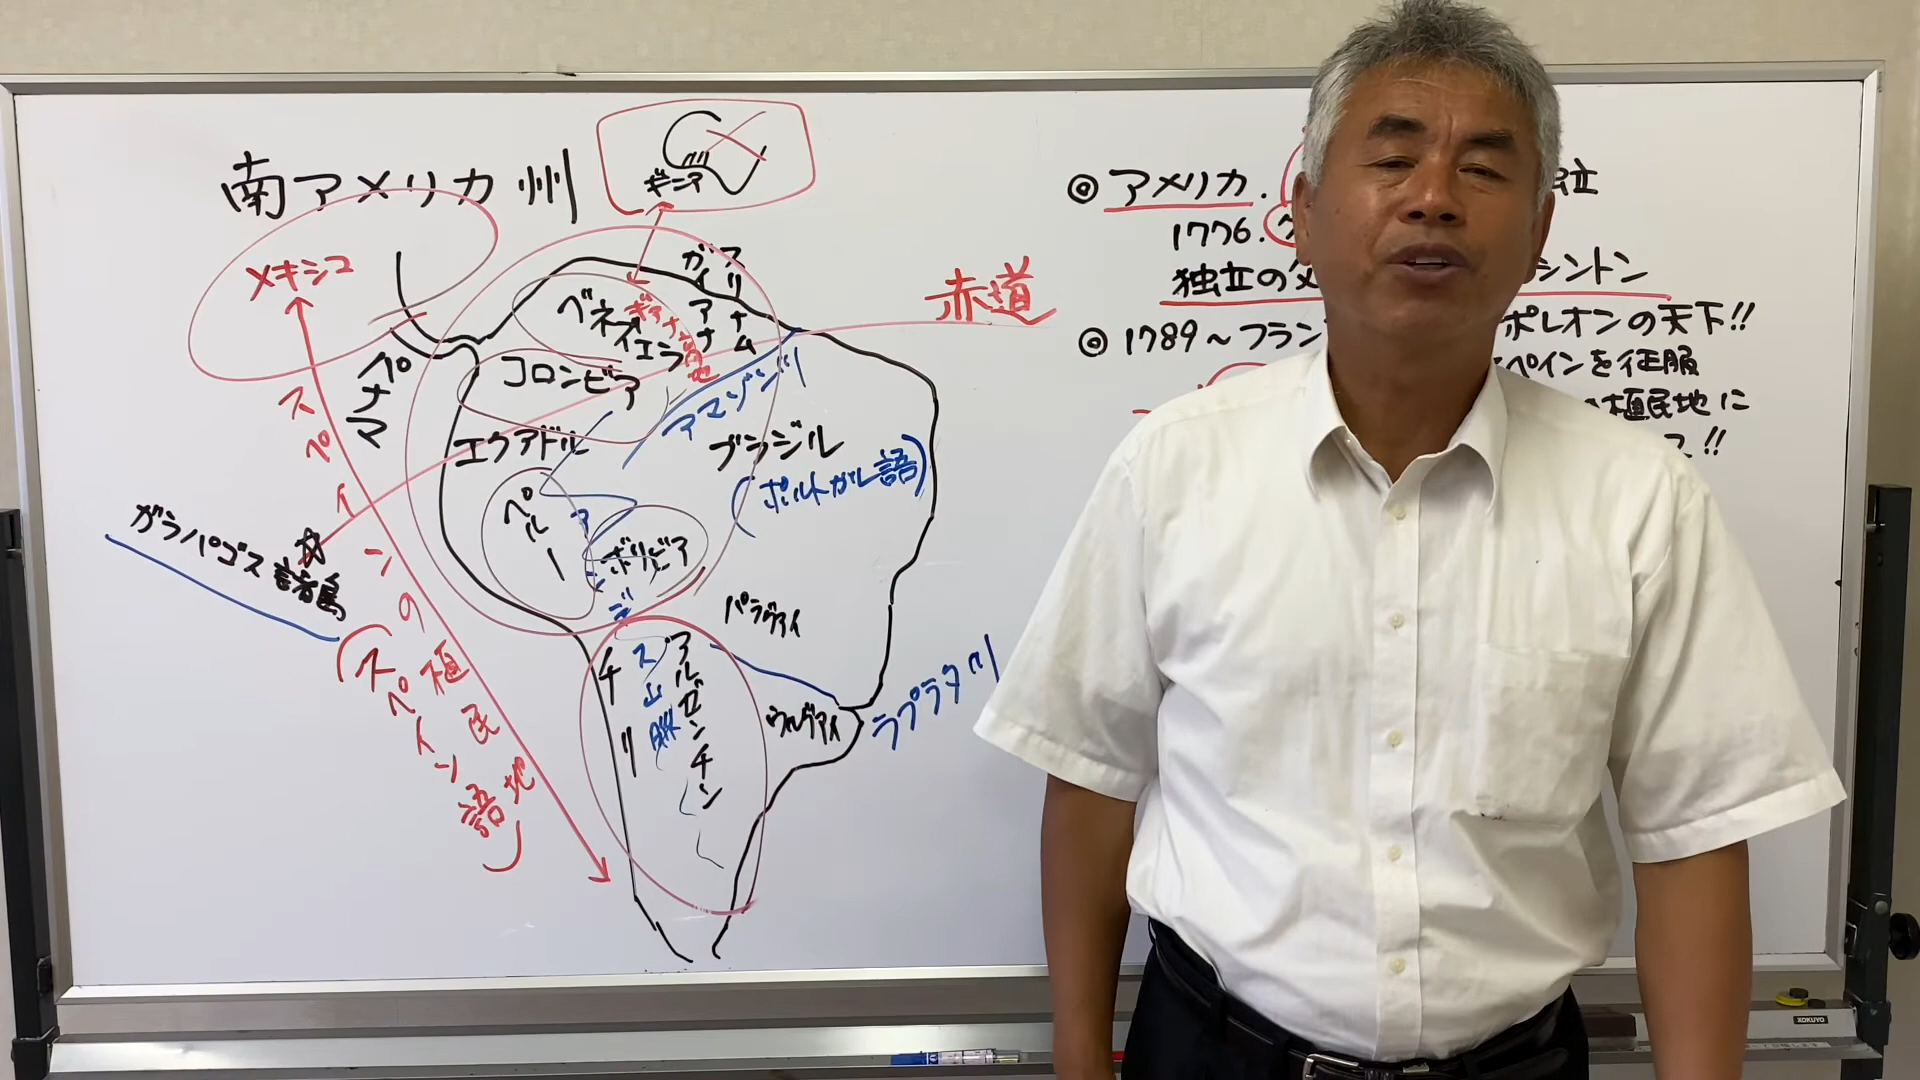 南アメリカ州
ギニア
メキシコ
パナマ
ベネズエラ
ガイアナ
スリナム
ギアナ高地
コロンビア
赤道
アマゾン川
エクアドル
ブラジル
(ポルトガル語)
ペルー
ボリビア
ガラパゴス諸島
パラグアイ
アンデス山脈
チリ
アルゼンチン
ウルグアイ
ラプラタ川
スペインの植民地
(スペイン語)
◎アメリカ.
独立
1776.
独立の父
シントン
◎1789~フラン
ポレオンの天下!!
ペインを征服
植民地に
!!
KOKUYO